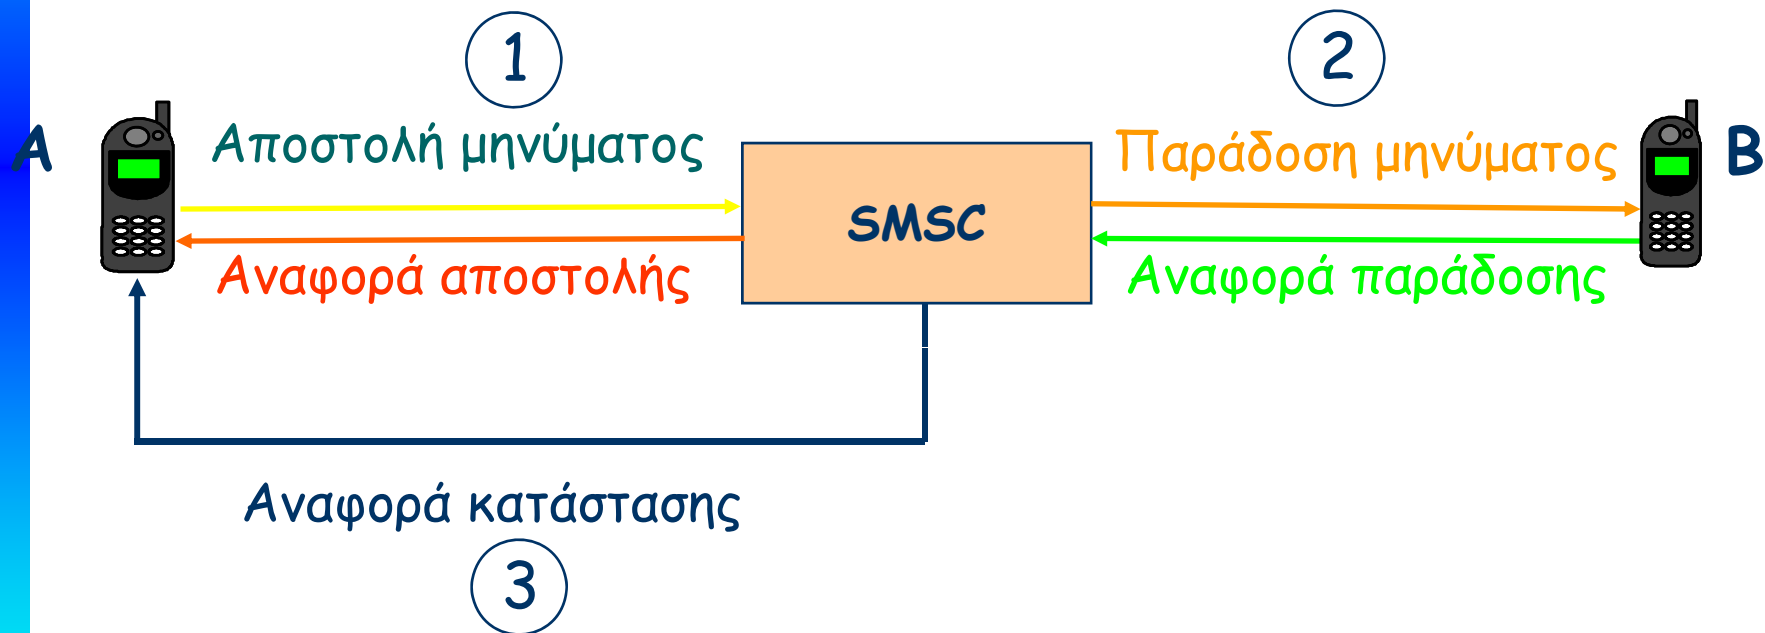 1
2
A
Αποστολή μηνύματος
Παράδοση μηνύματος
B
SMSC
Αναφορά αποστολής
Αναφορά παράδοσης
Αναφορά κατάστασης
3